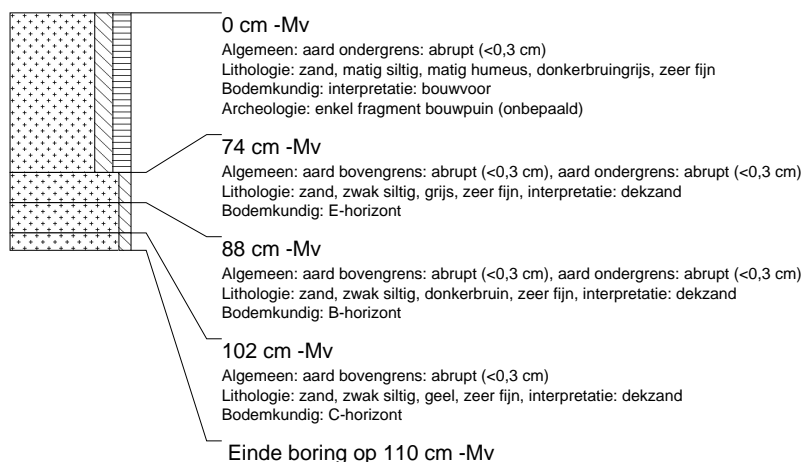 0 cm -Mv
Algemeen: aard ondergrens: abrupt (<0,3 cm)
Lithologie: zand, matig siltig, matig humeus, donkerbruingrijs, zeer fijn
Bodemkundig: interpretatie: bouwvoor
Archeologie: enkel fragment bouwpuin (onbepaald)
74 cm -Mv
Algemeen: aard bovengrens: abrupt (<0,3 cm), aard ondergrens: abrupt (<0,3 cm)
Lithologie: zand, zwak siltig, grijs, zeer fijn, interpretatie: dekzand
Bodemkundig: E-horizont
88 cm -Mv
Algemeen: aard bovengrens: abrupt (<0,3 cm), aard ondergrens: abrupt (<0,3 cm)
Lithologie: zand, zwak siltig, donkerbruin, zeer fijn, interpretatie: dekzand
Bodemkundig: B-horizont
102 cm -Mv
Algemeen: aard bovengrens: abrupt (<0,3 cm)
Lithologie: zand, zwak siltig, geel, zeer fijn, interpretatie: dekzand
Bodemkundig: C-horizont
Einde boring op 110 cm -Mv